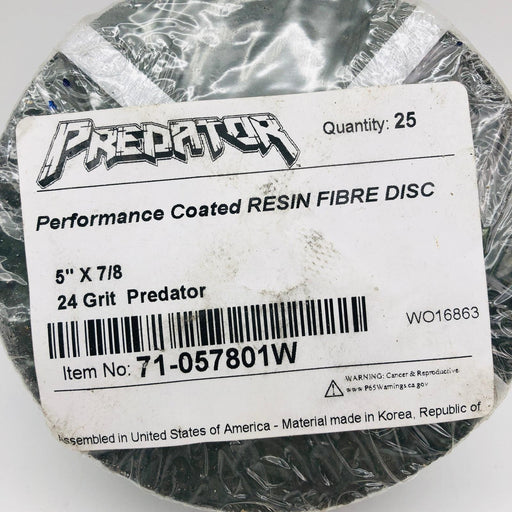 PREDATOR
Quantity: 25
Performance Coated RESIN FIBRE DISC
5" X 7/8
24 Grit Predator
WO16863
Item No: 71-057801W
WARNING: Cancer & Reproductive
www.P65Warnings.ca.gov
Assembled in United States of America - Material made in Korea, Republic of